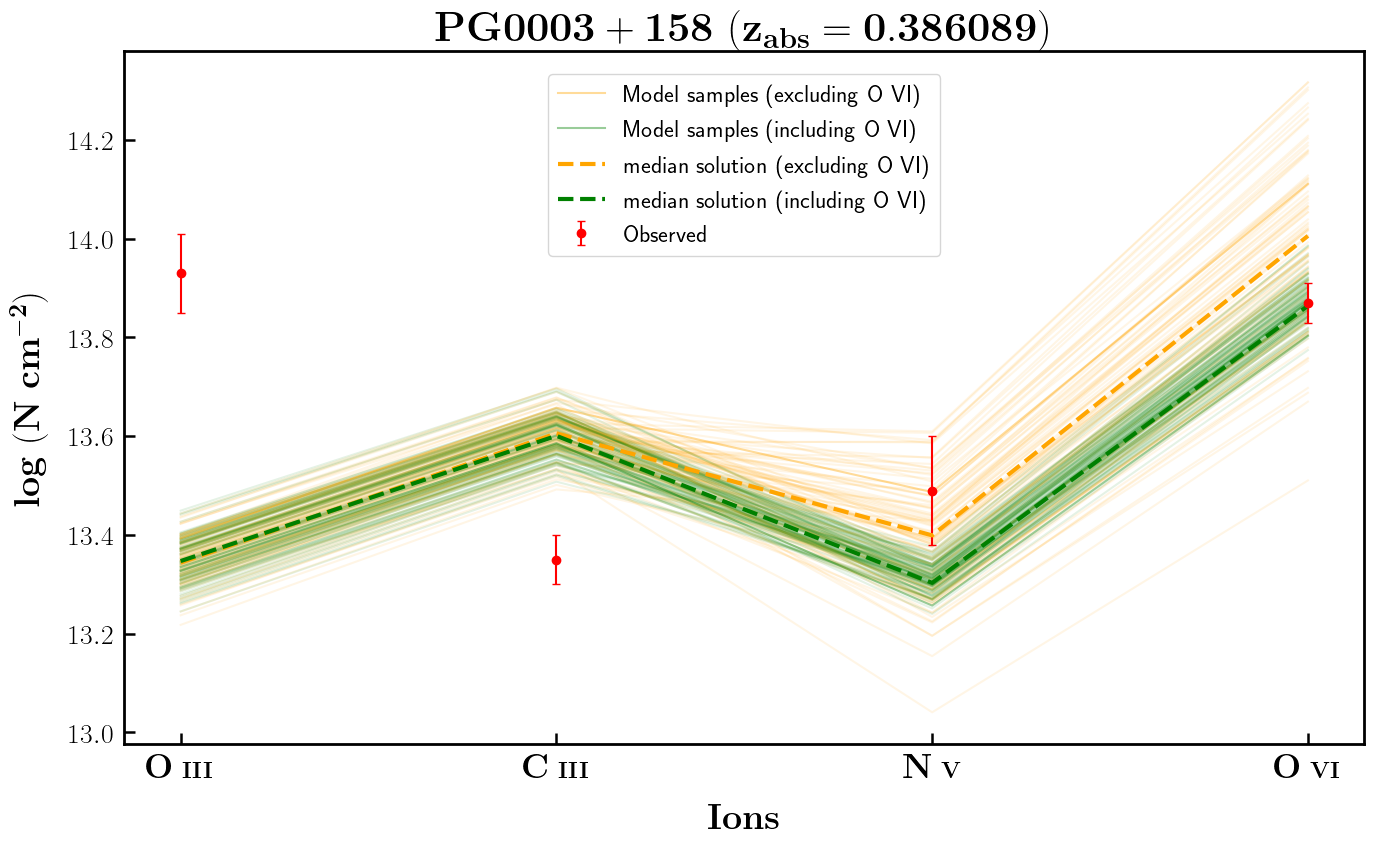 PG0003 + 158 (z_abs = 0.386089)
Model samples (excluding O VI)
Model samples (including O VI)
median solution (excluding O VI)
median solution (including O VI)
Observed
log (N cm⁻²)
14.2
14.0
13.8
13.6
13.4
13.2
13.0
O III
C III
N V
O VI
Ions